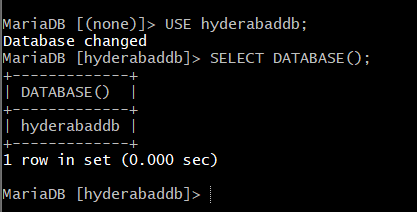 MariaDB [(none)]> USE hyderabaddb;
Database changed
MariaDB [hyderabaddb]> SELECT DATABASE();
+-------------+
| DATABASE()  |
+-------------+
| hyderabaddb |
+-------------+
1 row in set (0.000 sec)
MariaDB [hyderabaddb]>